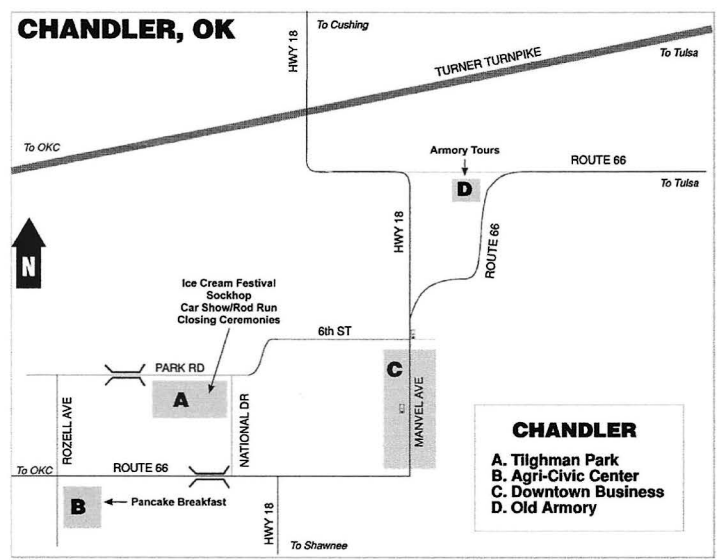 CHANDLER, OK
To Cushing
HWY 18
TURNER TURNPIKE
To Tulsa
To OKC
Armory Tours
ROUTE 66
D
To Tulsa
HWY 18
ROUTE 66
N
Ice Cream Festival
Sockhop
Car Show/Rod Run
Closing Ceremonies
6th ST
PARK RD
C
A
MANVEL AVE
ROZELL AVE
NATIONAL DR
CHANDLER
A. Tilghman Park
B. Agri-Civic Center
C. Downtown Business
D. Old Armory
To OKC
ROUTE 66
B
Pancake Breakfast
HWY 18
To Shawnee